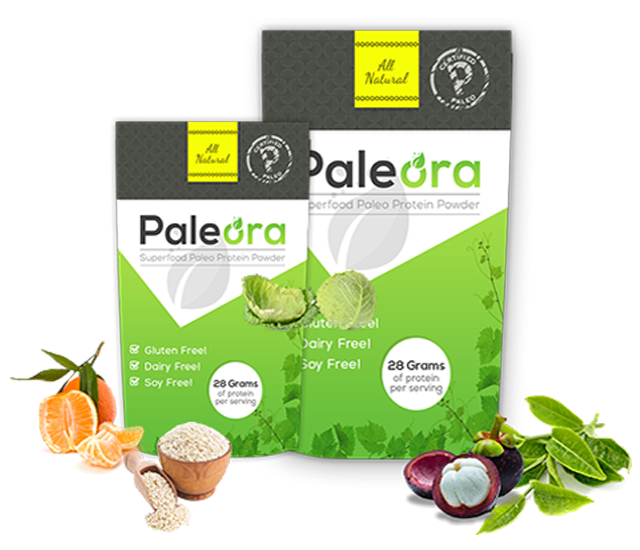 All
Natural
CERTIFIED
PALEO
Paleora
Superfood Paleo Protein Powder
Gluten Free!
Dairy Free!
Soy Free!
28 Grams
of protein
per serving
All
Natural
CERTIFIED
PALEO
Paleora
perfood Paleo Protein Powder
Gluten Free!
Dairy Free!
Soy Free!
28 Grams
of protein
per serving